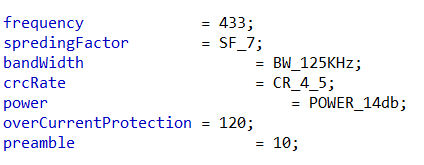 frequency = 433;
spredingFactor = SF_7;
bandWidth = BW_125KHz;
crcRate = CR_4_5;
power = POWER_14db;
overCurrentProtection = 120;
preamble = 10;